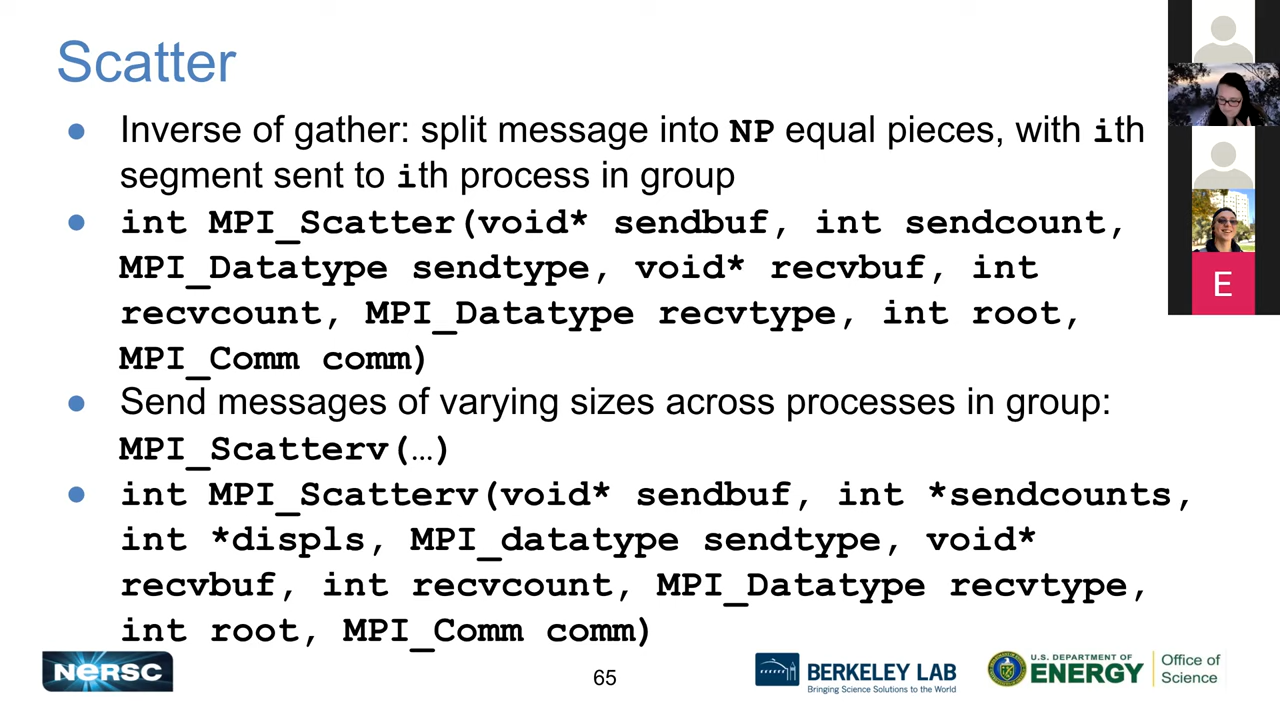 Scatter
● Inverse of gather: split message into NP equal pieces, with ith
segment sent to ith process in group
● int MPI_Scatter(void* sendbuf, int sendcount,
MPI_Datatype sendtype, void* recvbuf, int
recvcount, MPI_Datatype recvtype, int root,
MPI_Comm comm)
● Send messages of varying sizes across processes in group:
MPI_Scatterv(…)
● int MPI_Scatterv(void* sendbuf, int *sendcounts,
int *displs, MPI_datatype sendtype, void*
recvbuf, int recvcount, MPI_Datatype recvtype,
int root, MPI_Comm comm)
E
NERSC
65
BERKELEY LAB
Bringing Science Solutions to the World
U.S. DEPARTMENT OF
ENERGY
Office of
Science